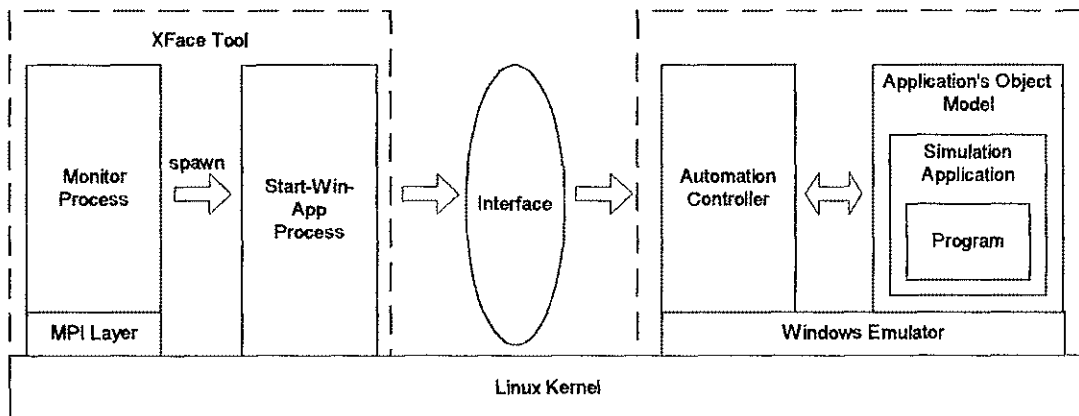 XFace Tool
Monitor
Process
MPI Layer
spawn
Start-Win-
App
Process
Interface
Automation
Controller
Application's Object
Model
Simulation
Application
Program
Windows Emulator
Linux Kernel